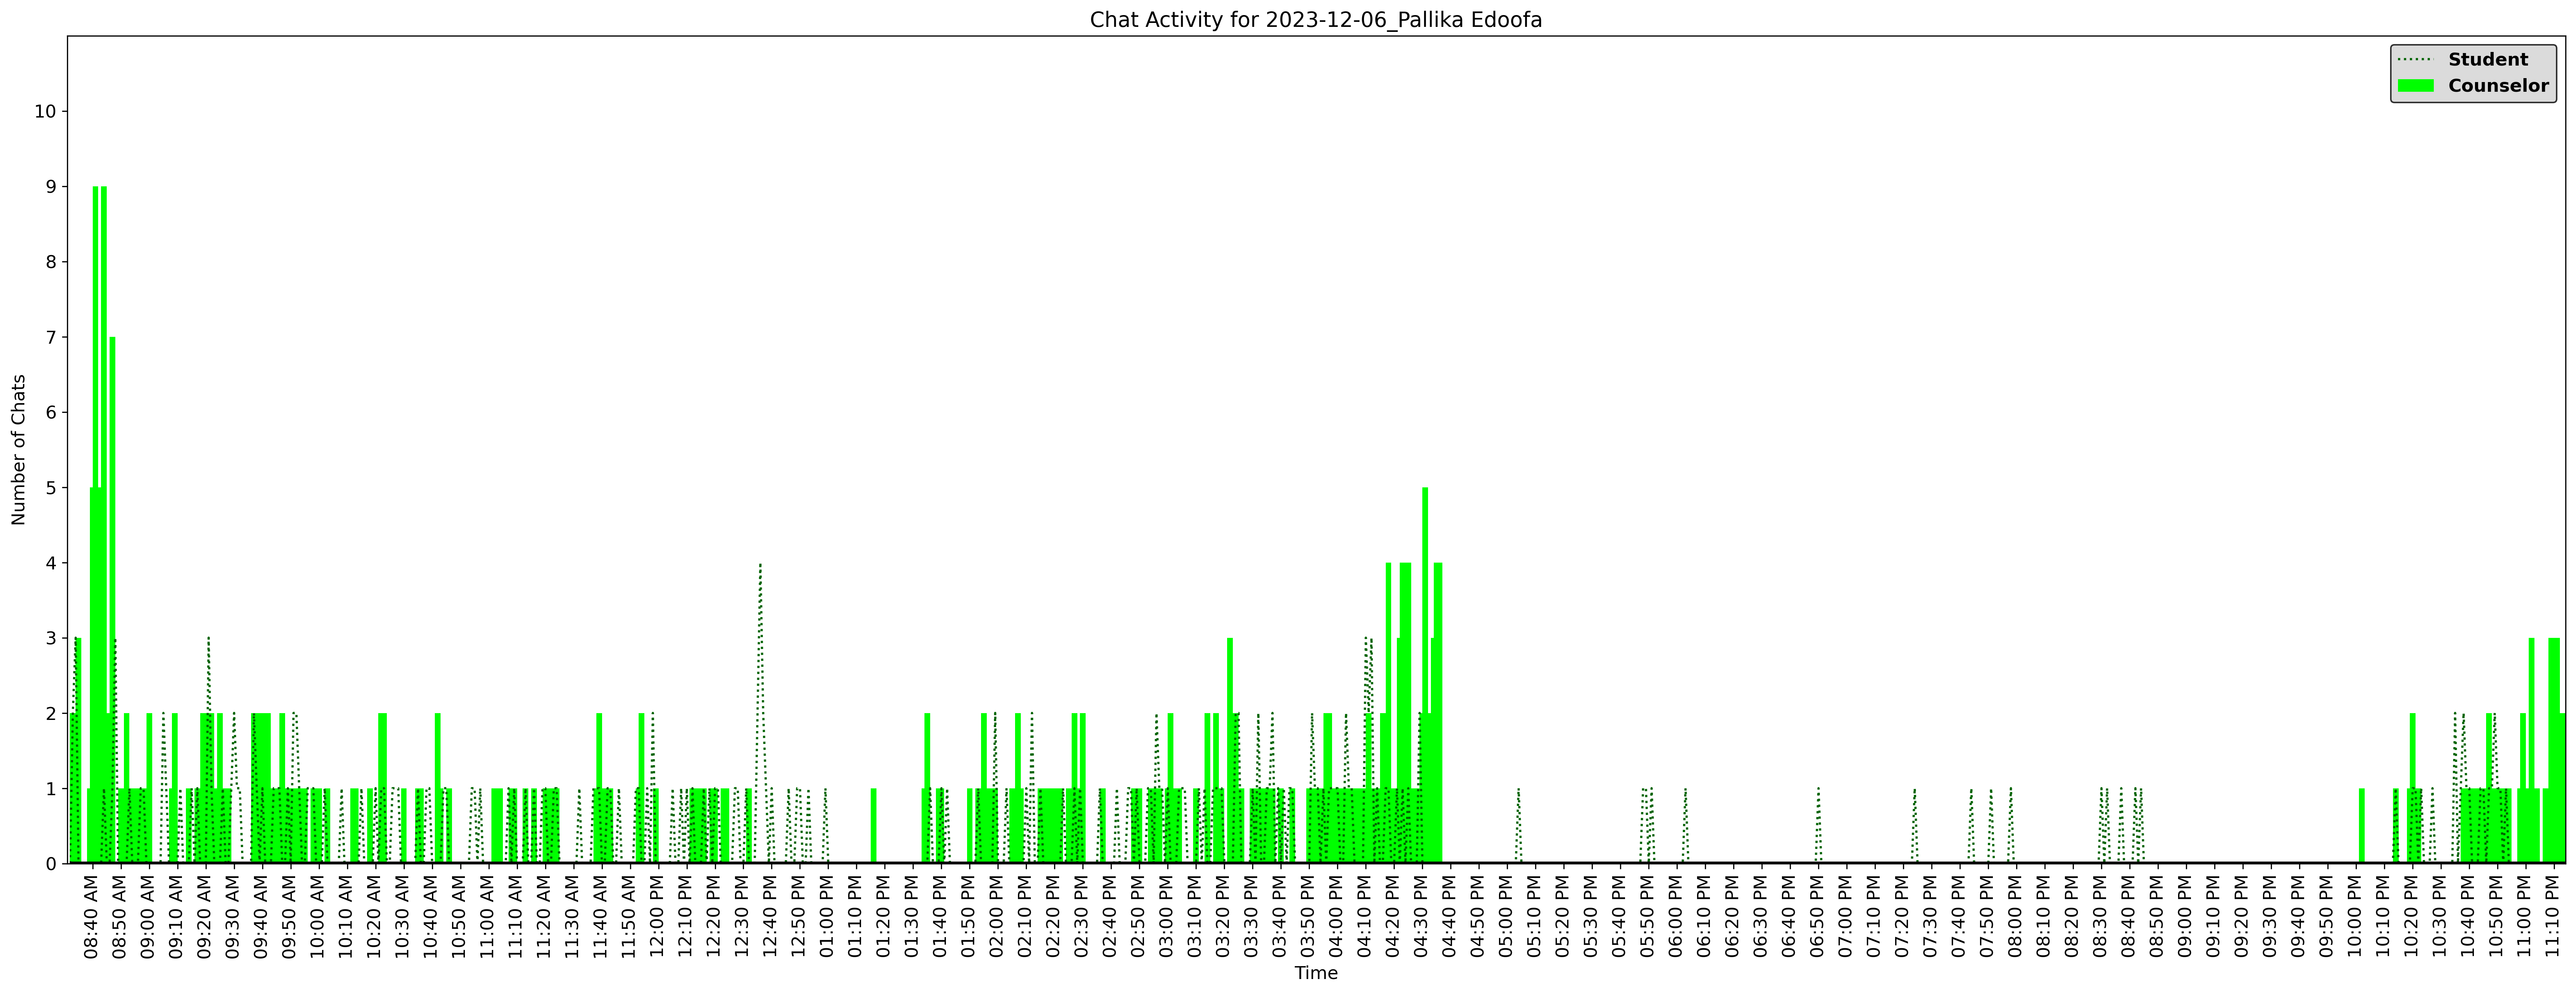 Chat Activity for 2023-12-06_Pallika Edoofa
Student
Counselor
Number of Chats
10
9
8
7
6
5
4
3
2
1
0
08:40 AM
08:50 AM
09:00 AM
09:10 AM
09:20 AM
09:30 AM
09:40 AM
09:50 AM
10:00 AM
10:10 AM
10:20 AM
10:30 AM
10:40 AM
10:50 AM
11:00 AM
11:10 AM
11:20 AM
11:30 AM
11:40 AM
11:50 AM
12:00 PM
12:10 PM
12:20 PM
12:30 PM
12:40 PM
12:50 PM
01:00 PM
01:10 PM
01:20 PM
01:30 PM
01:40 PM
01:50 PM
02:00 PM
02:10 PM
02:20 PM
02:30 PM
02:40 PM
02:50 PM
03:00 PM
03:10 PM
03:20 PM
03:30 PM
03:40 PM
03:50 PM
04:00 PM
04:10 PM
04:20 PM
04:30 PM
04:40 PM
04:50 PM
05:00 PM
05:10 PM
05:20 PM
05:30 PM
05:40 PM
05:50 PM
06:00 PM
06:10 PM
06:20 PM
06:30 PM
06:40 PM
06:50 PM
07:00 PM
07:10 PM
07:20 PM
07:30 PM
07:40 PM
07:50 PM
08:00 PM
08:10 PM
08:20 PM
08:30 PM
08:40 PM
08:50 PM
09:00 PM
09:10 PM
09:20 PM
09:30 PM
09:40 PM
09:50 PM
10:00 PM
10:10 PM
10:20 PM
10:30 PM
10:40 PM
10:50 PM
11:00 PM
11:10 PM
Time